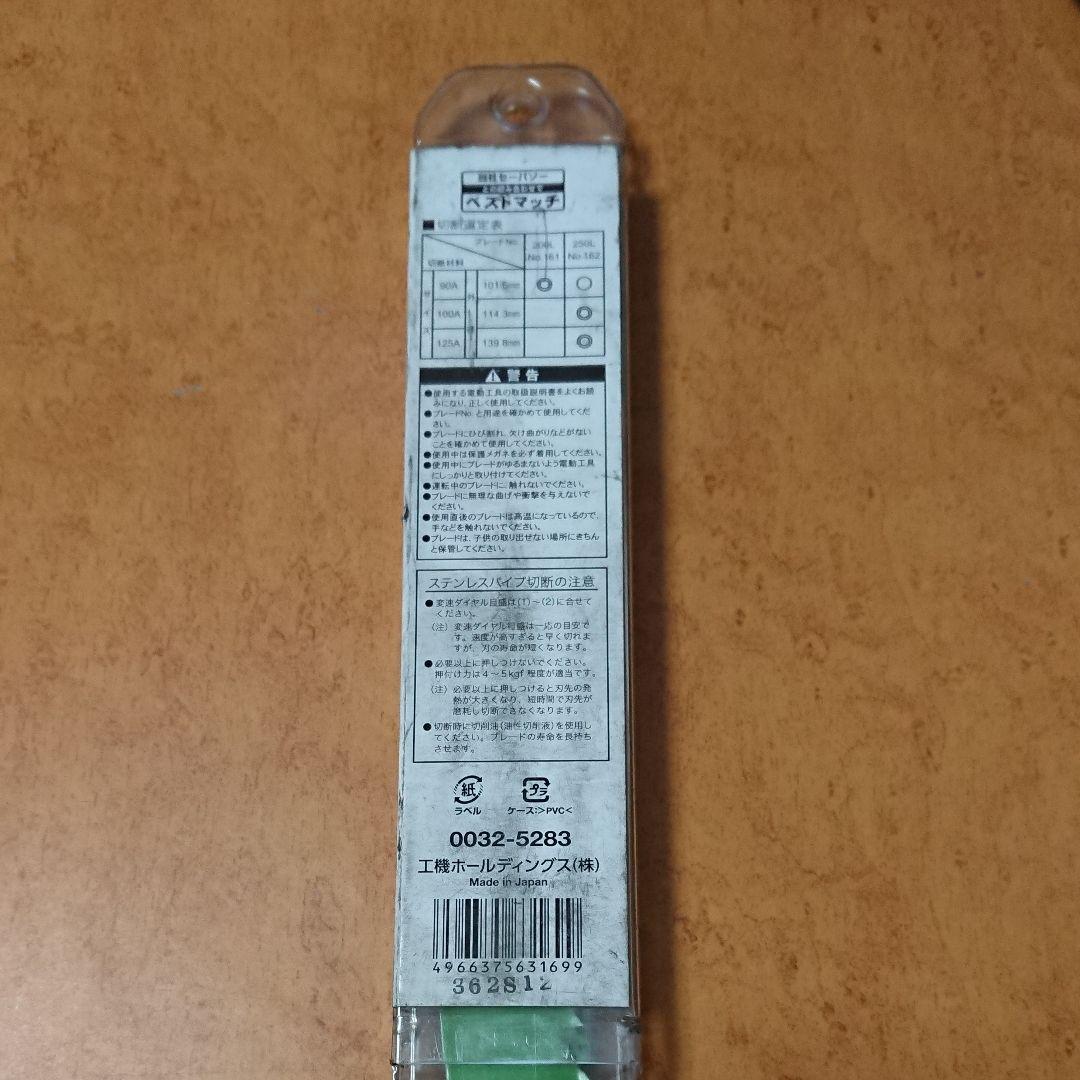 当社セーバソー
との組み合わせで
ベストマッチ
■切断選定表
ブレードNo.
切断材料
200L
No.161
250L
No.162
サイズ
外
90A 101.6mm ◎ ○
100A 114.3mm ◎
125A 139.8mm ◎
警告
●使用する電動工具の取扱説明書をよくお読
みになり、正しく使用してください。
●ブレードNo.と用途を確かめて使用してくだ
さい。
●ブレードにひび割れ、欠け曲がりなどがない
ことを確かめて使用してください。
●使用中は保護メガネを必ず着用してください。
●使用中にブレードがゆるまないよう電動工具
にしっかりと取り付けてください。
●運転中のブレードに、触れないでください。
●ブレードに無理な曲げや衝撃を与えないで
ください。
●使用直後のブレードは高温になっているので、
手などを触れないでください。
●ブレードは、子供の取り出せない場所にきちん
と保管してください。
ステンレスパイプ切断の注意
●変速ダイヤル目盛は(1)～(2)に合せて
ください。
(注) 変速ダイヤル目盛は一応の目安で
す。速度が高すぎると早く切れま
すが、刃の寿命が短くなります。
●必要以上に押しつけないでください。
押付け力は4～5kgf 程度が適当です。
(注) 必要以上に押しつけると刃先の発
熱が大きくなり、短時間で刃先が
磨耗し切断できなくなります。
●切断時に切削油(油性切削液)を使用し
てください。ブレードの寿命を長持ち
させます。
紙
ラベル
プラ
ケース:>PVC<
0032-5283
工機ホールディングス(株)
Made in Japan
4966375631699
362S12